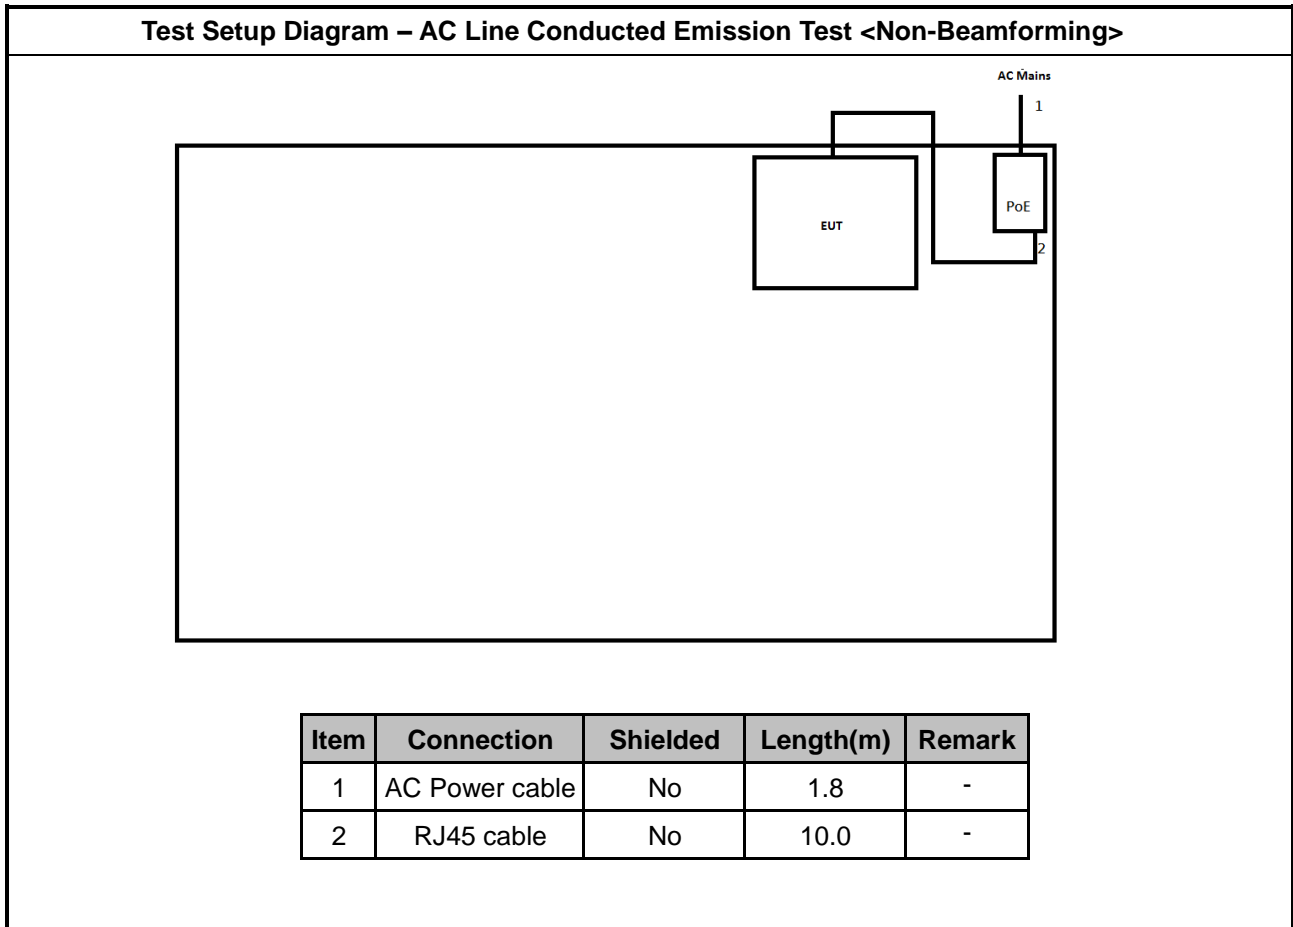 Test Setup Diagram – AC Line Conducted Emission Test <Non-Beamforming>
AC Mains
1
PoE
EUT
2
Item Connection Shielded Length(m) Remark
1 AC Power cable No 1.8 -
2 RJ45 cable No 10.0 -